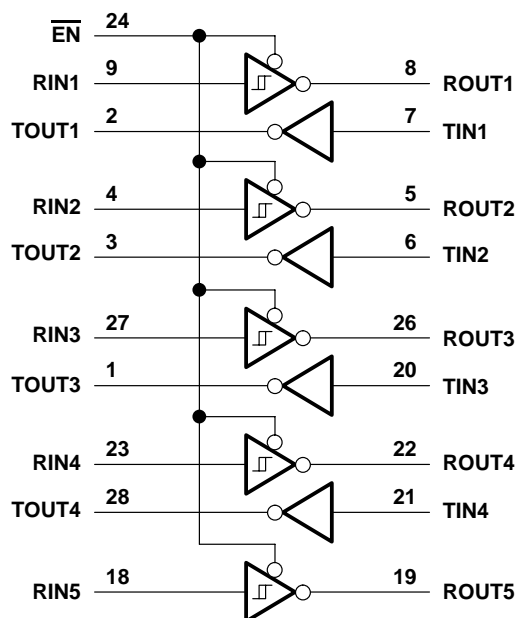 EN 24
RIN1 9 8 ROUT1
TOUT1 2 7 TIN1
RIN2 4 5 ROUT2
TOUT2 3 6 TIN2
RIN3 27 26 ROUT3
TOUT3 1 20 TIN3
RIN4 23 22 ROUT4
TOUT4 28 21 TIN4
RIN5 18 19 ROUT5